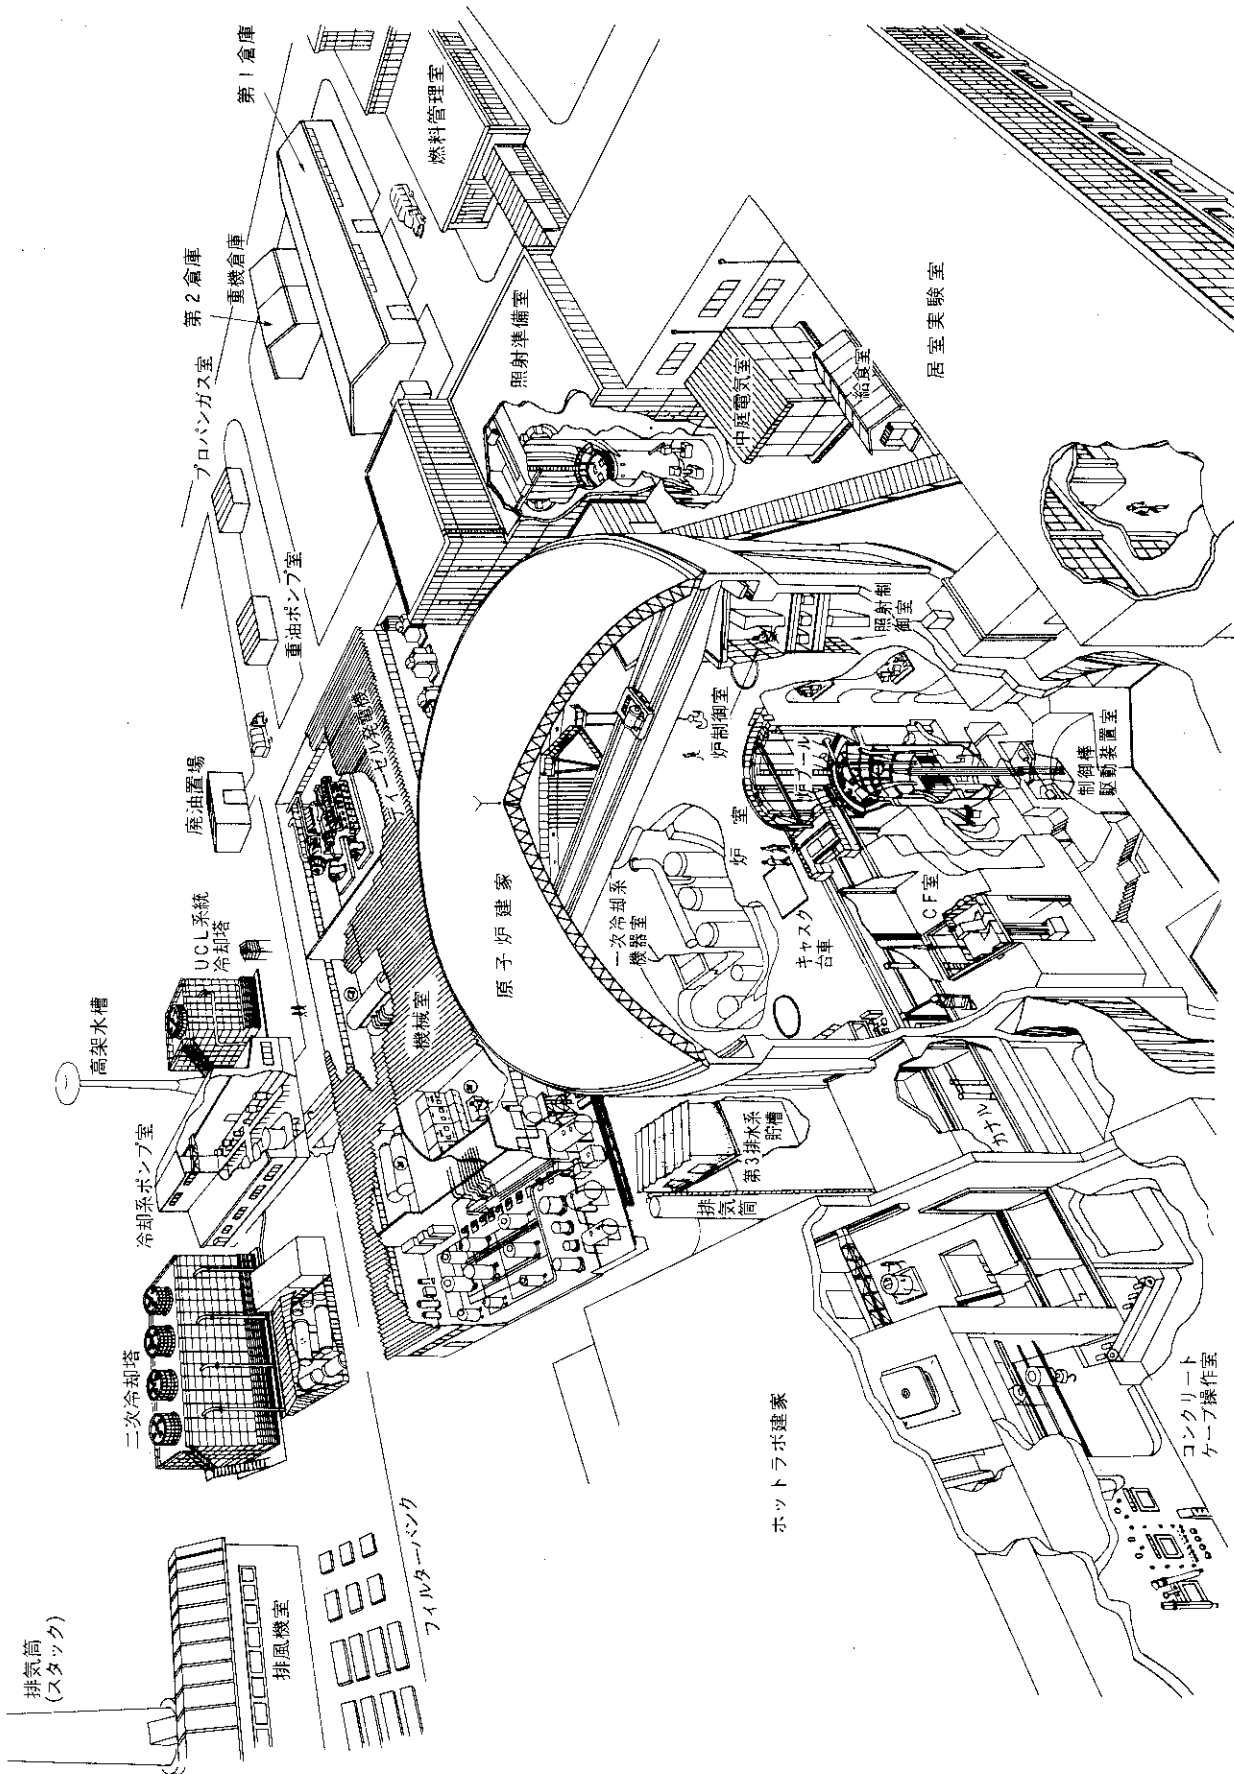 排気筒
(スタック)
排風機室
フィルターバンク
二次冷却塔
冷却系ポンプ室
高架水槽
UCL系統
冷却塔
廃油置場
重油ポンプ室
プロパンガス室
第2倉庫
重機倉庫
第1倉庫
燃料管理室
照射準備室
ディーゼル発電機
機械室
原子炉建家
一次冷却系
機器室
キャスク
台車
炉室
炉プール
炉制御室
照射制
御室
中庭電気室
給食室
居室実験室
制御棒
駆動装置室
CF室
カナル
第3排水系
貯槽
排気筒
ホットラボ建家
コンクリート
ケーブ操作室